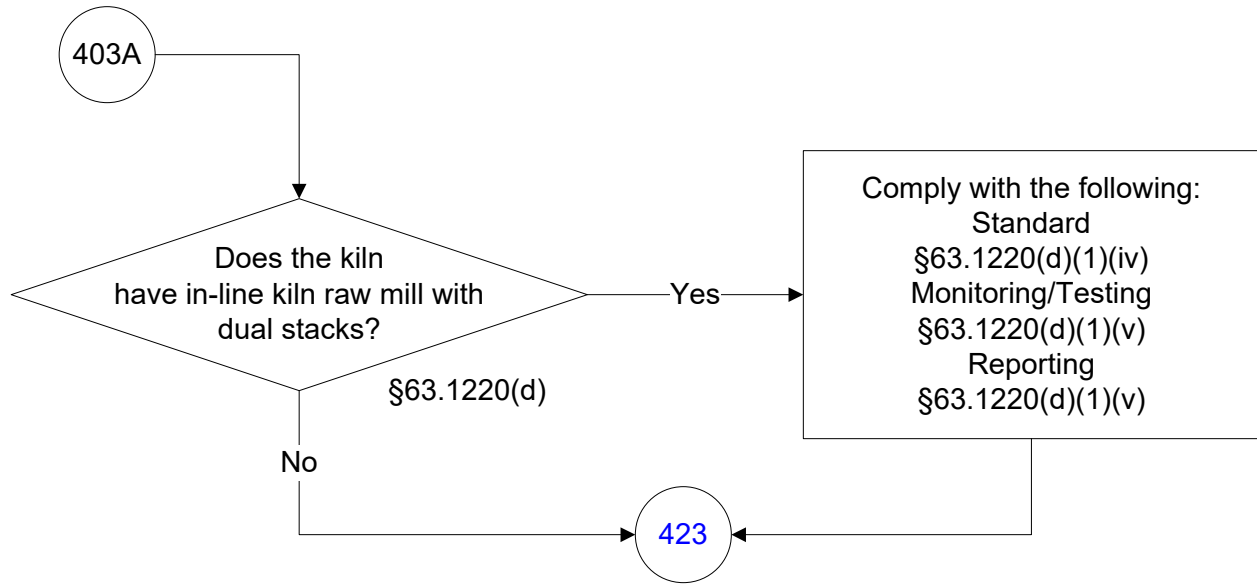 403A
Does the kiln
have in-line kiln raw mill with
dual stacks?
§63.1220(d)
Yes
Comply with the following:
Standard
§63.1220(d)(1)(iv)
Monitoring/Testing
§63.1220(d)(1)(v)
Reporting
§63.1220(d)(1)(v)
No
423